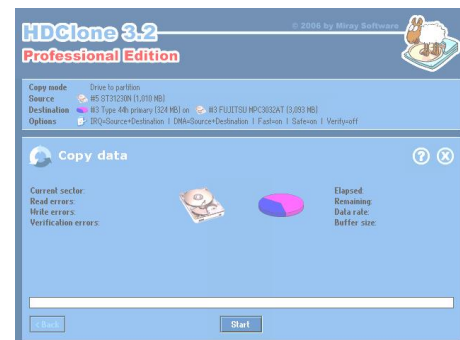 HDClone 3.2
© 2006 by Miray Software
Professional Edition
Copy mode Drive to partition
Source #5 ST31230N (1,010 MB)
Destination #3 Type 44h primary (324 MB) on #3 FUJITSU MPC3032AT (3,093 MB)
Options IRQ=Source+Destination | DMA=Source+Destination | Fast=on | Safe=on | Verify=off
Copy data
Current sector:
Read errors:
Write errors:
Verification errors:
Elapsed:
Remaining:
Data rate:
Buffer size:
< Back
Start